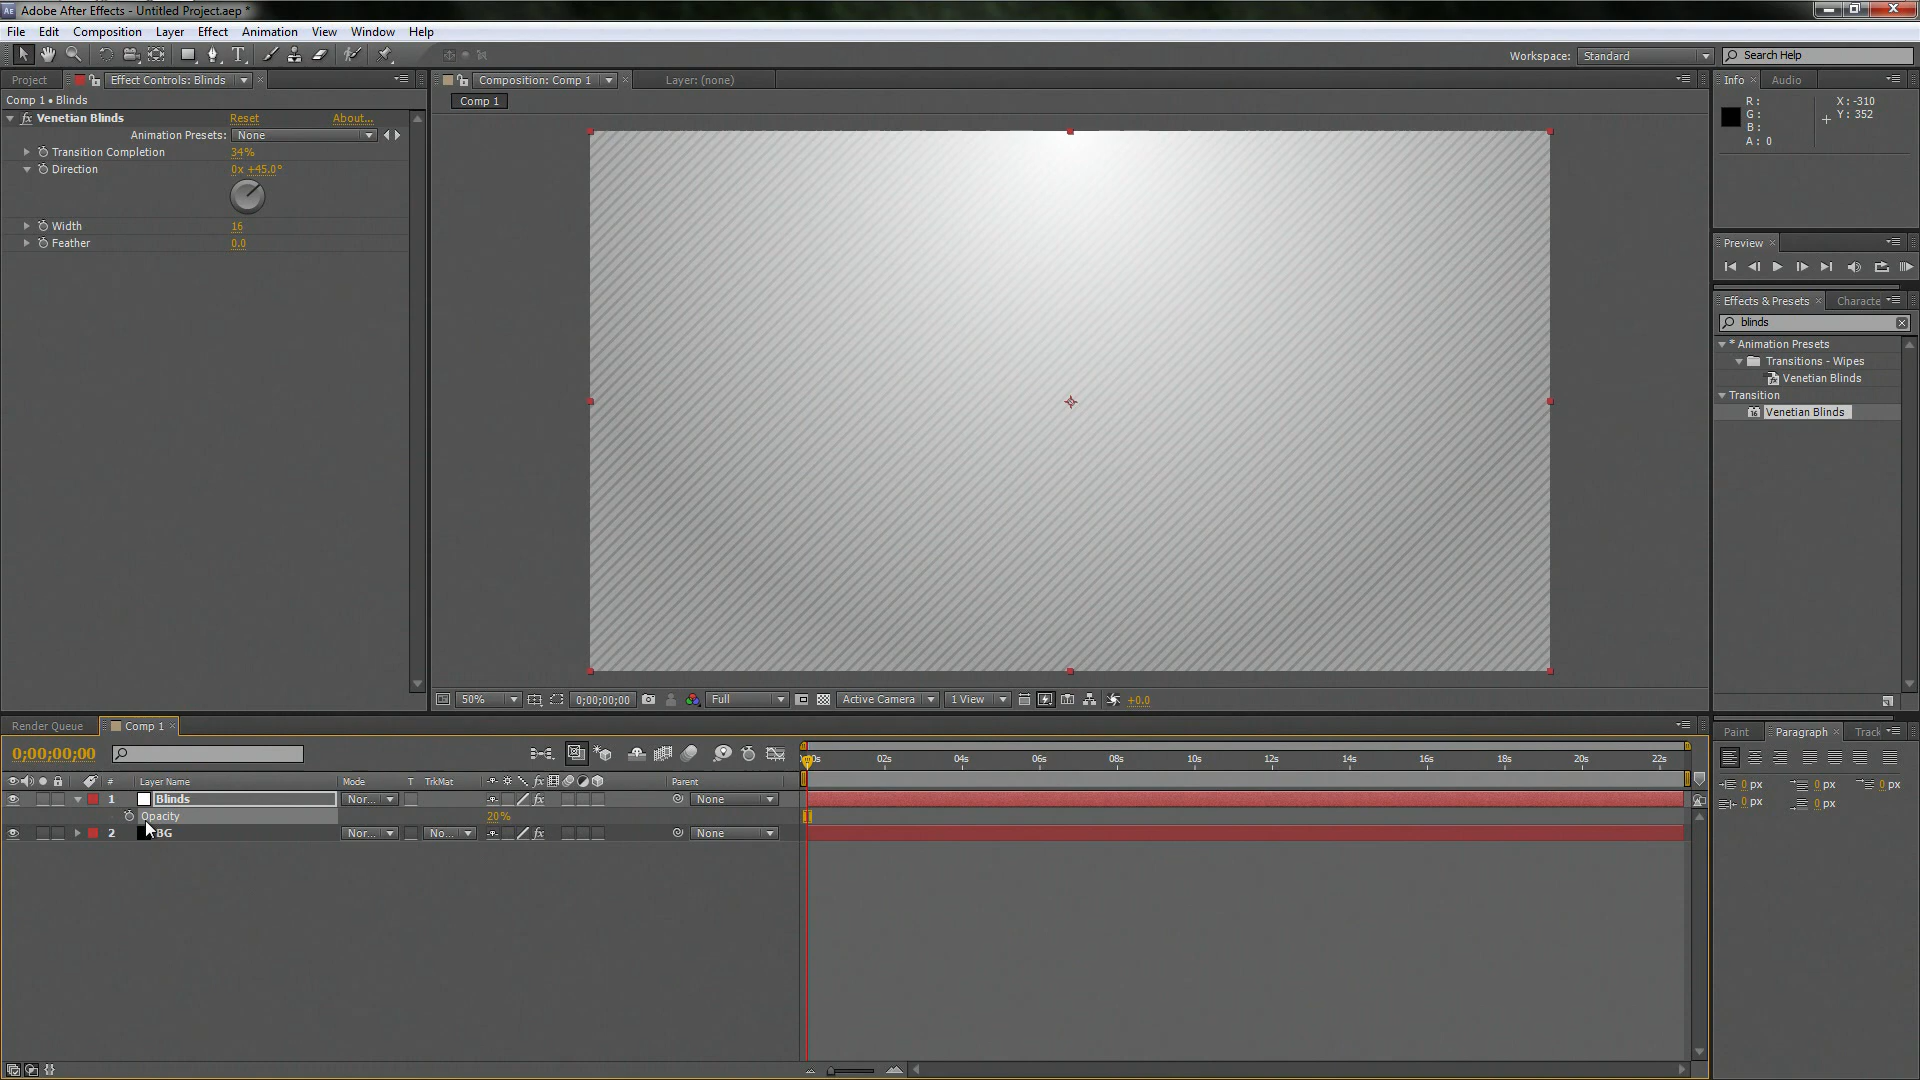 Adobe After Effects - Untitled Project.aep *
File Edit Composition Layer Effect Animation View Window Help
Workspace: Standard Search Help
Project Effect Controls: Blinds Composition: Comp 1 Layer: (none) Info Audio
Comp 1 • Blinds Comp 1
R: X: -310
G: Y: 352
B:
A: 0
fx Venetian Blinds Reset About...
Animation Presets: None
Transition Completion 34%
Direction 0x +45.0°
Width 16
Feather 0.0
Preview
Effects & Presets Characte
blinds
* Animation Presets
Transitions - Wipes
Venetian Blinds
Transition
Venetian Blinds
50% 0;00;00;00 Full Active Camera 1 View +0.0
Render Queue Comp 1 Paint Paragraph Track
0;00;00;00
0s 02s 04s 06s 08s 10s 12s 14s 16s 18s 20s 22s
# Layer Name Mode T TrkMat fx Parent
1 Blinds Nor... fx None
Opacity 20%
2 BG Nor... No... fx None
0 px 0 px 0 px
0 px 0 px